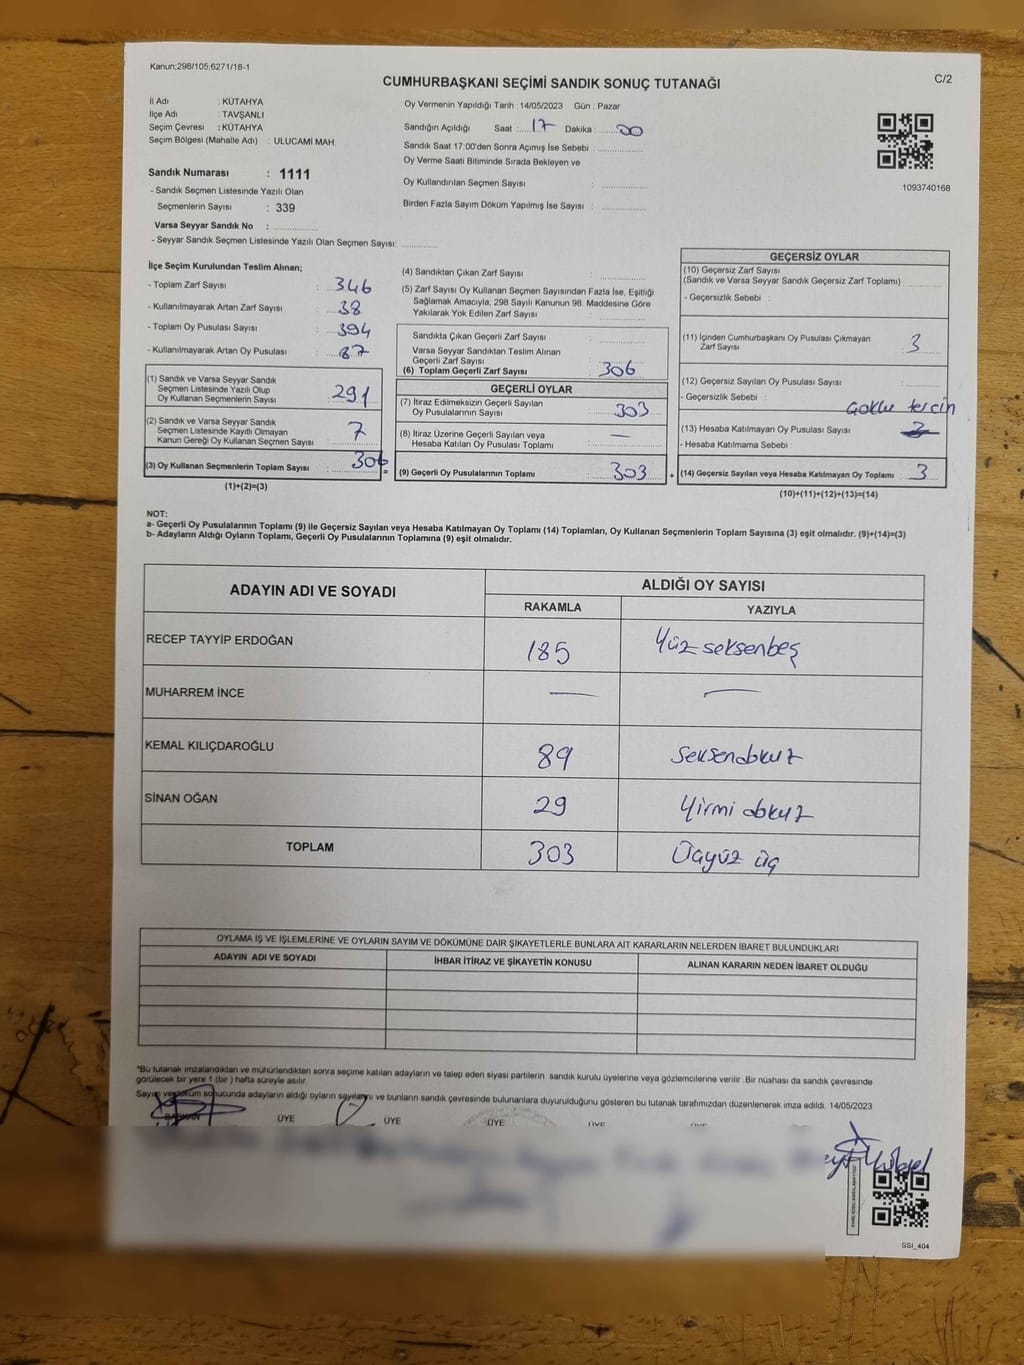 Kanun;298/105;6271/18-1
CUMHURBAŞKANI SEÇİMİ SANDIK SONUÇ TUTANAĞI
C/2
İl Adı : KÜTAHYA
İlçe Adı : TAVŞANLI
Seçim Çevresi : KÜTAHYA
Seçim Bölgesi (Mahalle Adı) : ULUCAMİ MAH.
Sandık Numarası : 1111
- Sandık Seçmen Listesinde Yazılı Olan
Seçmenlerin Sayısı : 339
Varsa Seyyar Sandık No :
- Seyyar Sandık Seçmen Listesinde Yazılı Olan Seçmen Sayısı:
Oy Vermenin Yapıldığı Tarih : 14/05/2023 Gün : Pazar
Sandığın Açıldığı Saat : 17 Dakika : 00
Sandık Saat 17:00'den Sonra Açımış İse Sebebi :
Oy Verme Saati Bitiminde Sırada Bekleyen ve
Oy Kullandırılan Seçmen Sayısı :
Birden Fazla Sayım Döküm Yapılmış İse Sayısı :
1093740168
İlçe Seçim Kurulundan Teslim Alınan;
- Toplam Zarf Sayısı : 346
- Kullanılmayarak Artan Zarf Sayısı : 38
- Toplam Oy Pusulası Sayısı : 394
- Kullanılmayarak Artan Oy Pusulası : 87
(1) Sandık ve Varsa Seyyar Sandık
Seçmen Listesinde Yazılı Olup
Oy Kullanan Seçmenlerin Sayısı : 291
(2) Sandık ve Varsa Seyyar Sandık
Seçmen Listesinde Kayıtlı Olmayan
Kanun Gereği Oy Kullanan Seçmen Sayısı : 7
(3) Oy Kullanan Seçmenlerin Toplam Sayısı : 306
(1)+(2)=(3)
(4) Sandıktan Çıkan Zarf Sayısı :
(5) Zarf Sayısı Oy Kullanan Seçmen Sayısından Fazla İse, Eşitliği
Sağlamak Amacıyla; 298 Sayılı Kanunun 98. Maddesine Göre
Yakılarak Yok Edilen Zarf Sayısı :
Sandıkta Çıkan Geçerli Zarf Sayısı :
Varsa Seyyar Sandıktan Teslim Alınan
Geçerli Zarf Sayısı :
(6) Toplam Geçerli Zarf Sayısı : 306
GEÇERLİ OYLAR
(7) İtiraz Edilmeksizin Geçerli Sayılan
Oy Pusulalarının Sayısı : 303
(8) İtiraz Üzerine Geçerli Sayılan veya
Hesaba Katılan Oy Pusulası Toplamı : —
(9) Geçerli Oy Pusulalarının Toplamı : 303
=
+
GEÇERSİZ OYLAR
(10) Geçersiz Zarf Sayısı
(Sandık ve Varsa Seyyar Sandık Geçersiz Zarf Toplamı) :
- Geçersizlik Sebebi :
(11) İçinden Cumhurbaşkanı Oy Pusulası Çıkmayan
Zarf Sayısı : 3
(12) Geçersiz Sayılan Oy Pusulası Sayısı :
- Geçersizlik Sebebi : Çoklu tercih
(13) Hesaba Katılmayan Oy Pusulası Sayısı :
- Hesaba Katılmama Sebebi :
(14) Geçersiz Sayılan veya Hesaba Katılmayan Oy Toplamı : 3
(10)+(11)+(12)+(13)=(14)
NOT:
a- Geçerli Oy Pusulalarının Toplamı (9) ile Geçersiz Sayılan veya Hesaba Katılmayan Oy Toplamı (14) Toplamları, Oy Kullanan Seçmenlerin Toplam Sayısına (3) eşit olmalıdır. (9)+(14)=(3)
b- Adayların Aldığı Oyların Toplamı, Geçerli Oy Pusulalarının Toplamına (9) eşit olmalıdır.
ADAYIN ADI VE SOYADI
ALDIĞI OY SAYISI
RAKAMLA YAZIYLA
RECEP TAYYİP ERDOĞAN 185 Yüz seksenbeş
MUHARREM İNCE — —
KEMAL KILIÇDAROĞLU 89 Seksendokuz
SİNAN OĞAN 29 Yirmi dokuz
TOPLAM 303 Üçyüz üç
OYLAMA İŞ VE İŞLEMLERİNE VE OYLARIN SAYIM VE DÖKÜMÜNE DAİR ŞİKAYETLERLE BUNLARA AİT KARARLARIN NELERDEN İBARET BULUNDUKLARI
ADAYIN ADI VE SOYADI
İHBAR İTİRAZ VE ŞİKAYETİN KONUSU
ALINAN KARARIN NEDEN İBARET OLDUĞU
*Bu tutanak imzalandıktan ve mühürlendikten sonra seçime katılan adayların ve talep eden siyasi partilerin sandık kurulu üyelerine veya gözlemcilerine verilir .Bir nüshası da sandık çevresinde
görülecek bir yere 1 (bir ) hafta süreyle asılır.
Sayım ve döküm sonucunda adayların aldığı oyların sayılarını ve bunların sandık çevresinde bulunanlara duyurulduğunu gösteren bu tutanak tarafımızdan düzenlenerek imza edildi. 14/05/2023
BAŞKAN ÜYE ÜYE ÜYE ÜYE ÜYE
SSI_404